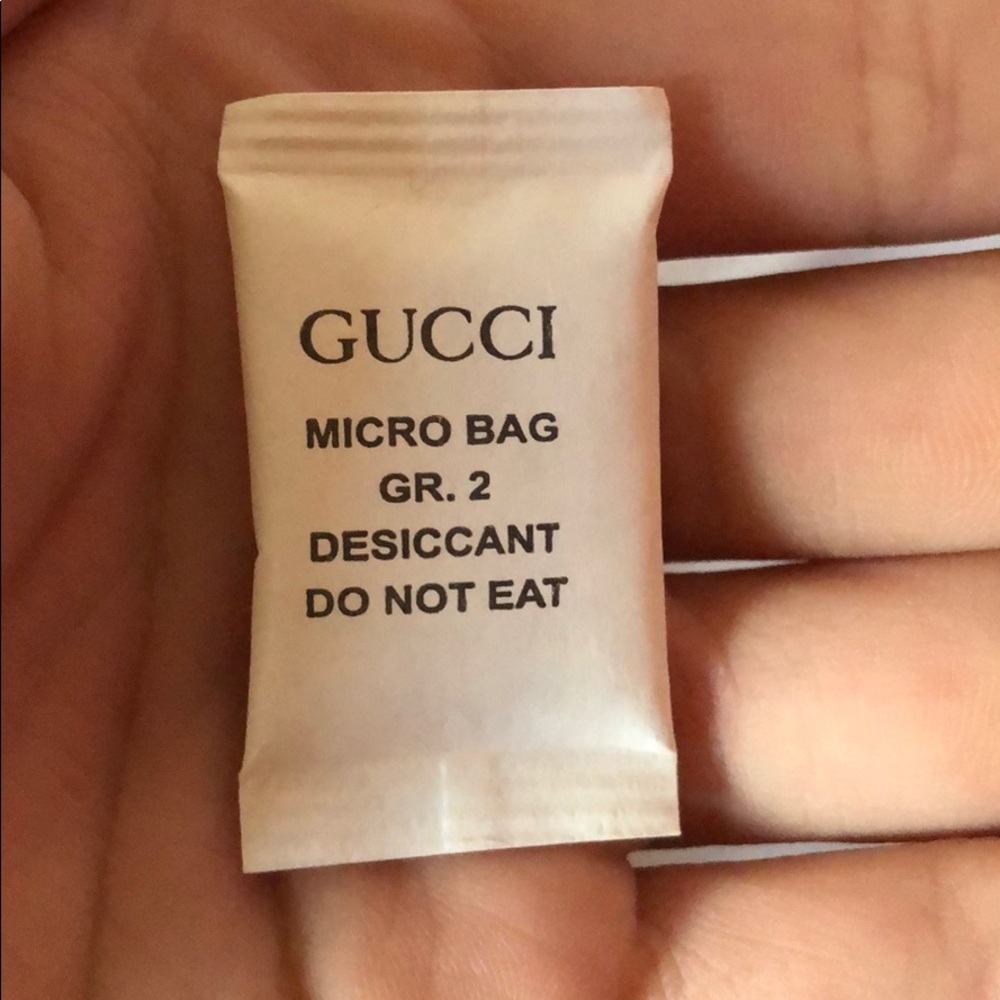 GUCCI
MICRO BAG
GR. 2
DESICCANT
DO NOT EAT